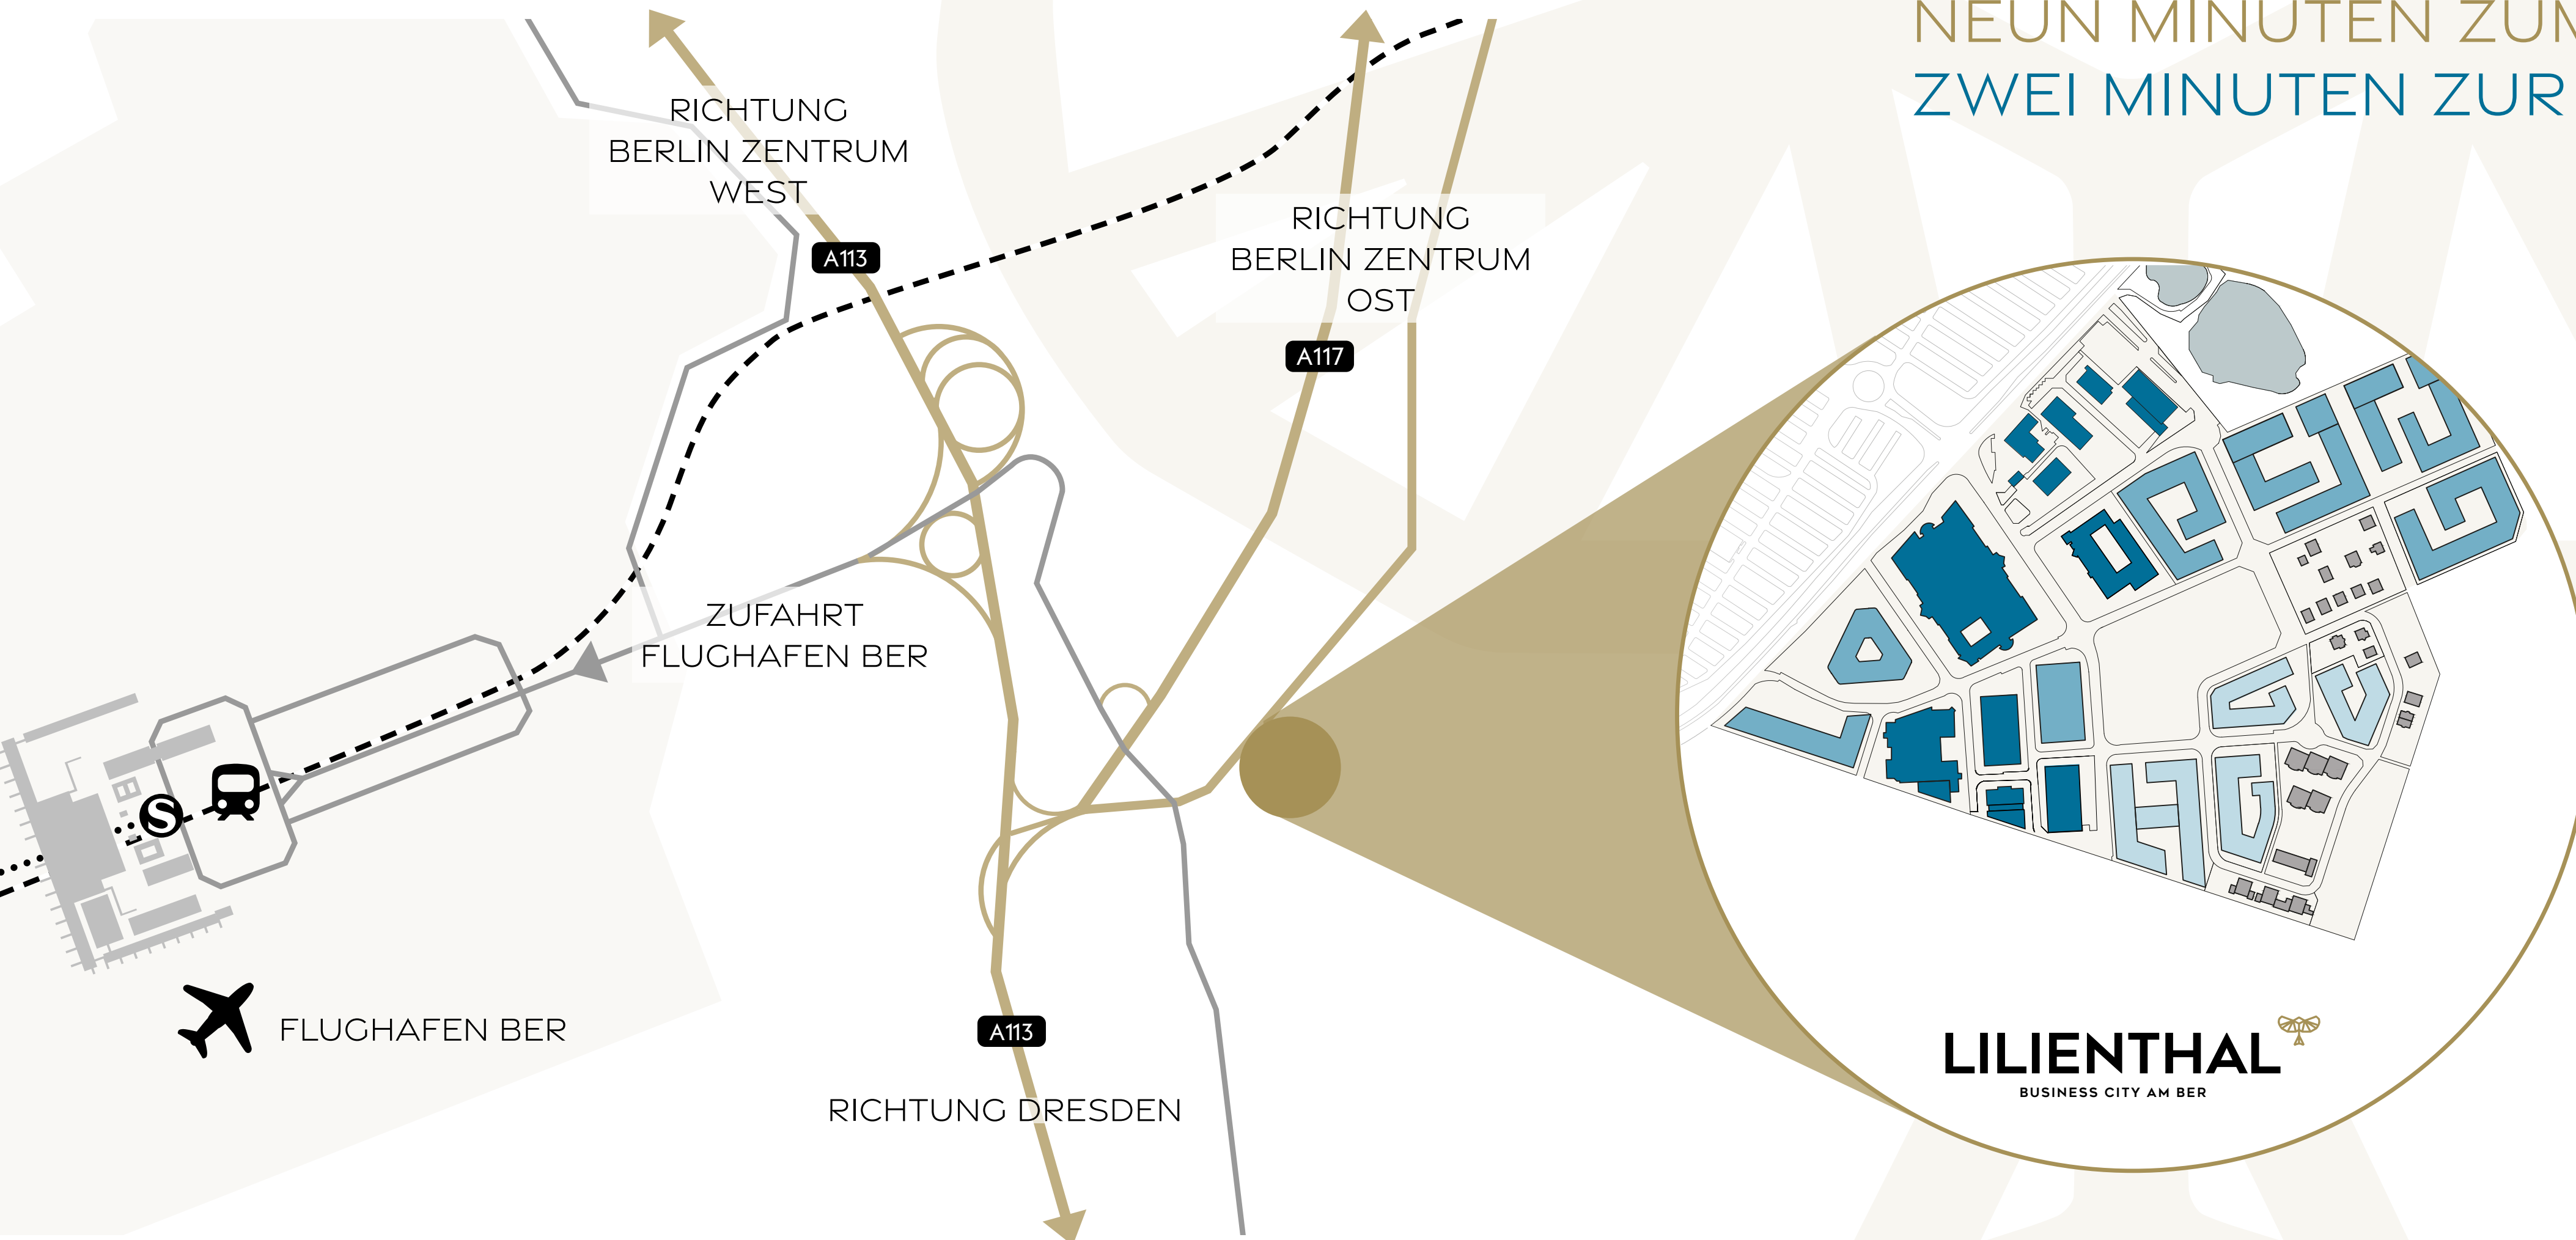 NEUN MINUTEN ZUM
ZWEI MINUTEN ZUR
RICHTUNG
BERLIN ZENTRUM
WEST
A113
RICHTUNG
BERLIN ZENTRUM
OST
A117
ZUFAHRT
FLUGHAFEN BER
S
FLUGHAFEN BER
A113
RICHTUNG DRESDEN
LILIENTHAL
BUSINESS CITY AM BER